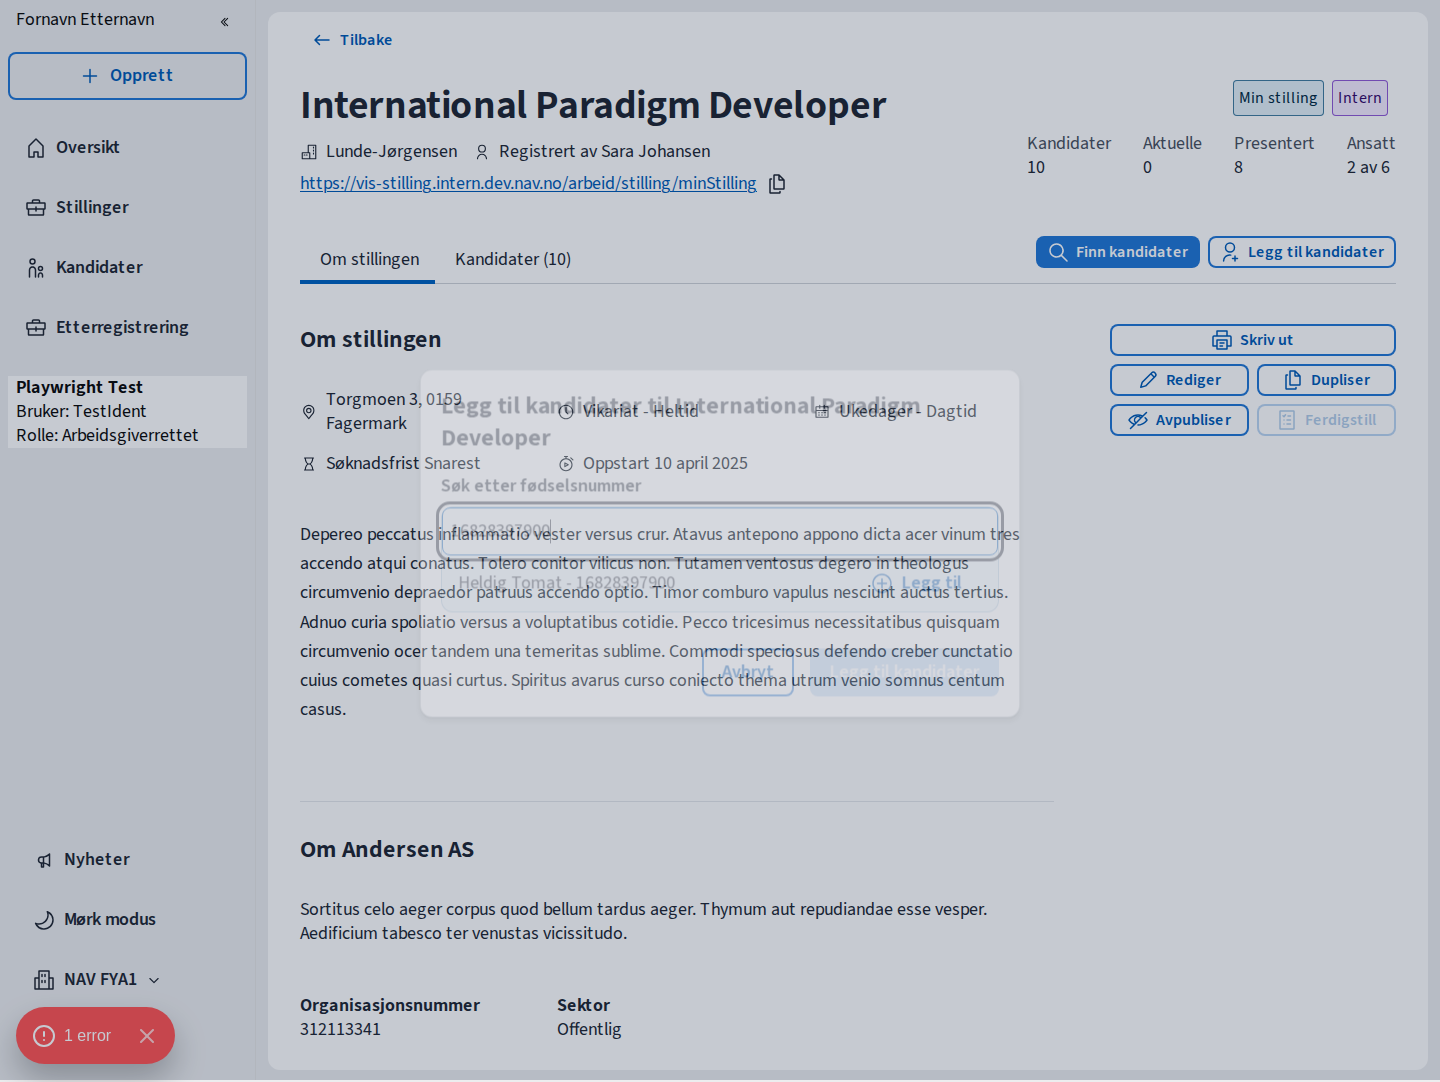 Fornavn Etternavn
Opprett
Oversikt
Stillinger
Kandidater
Etterregistrering
Playwright Test
Bruker: TestIdent
Rolle: Arbeidsgiverrettet
Nyheter
Mørk modus
NAV FYA1
1 error
Tilbake
International Paradigm Developer
Min stilling
Intern
Lunde-Jørgensen
Registrert av Sara Johansen
https://vis-stilling.intern.dev.nav.no/arbeid/stilling/minStilling
Kandidater
10
Aktuelle
0
Presentert
8
Ansatt
2 av 6
Om stillingen
Kandidater (10)
Finn kandidater
Legg til kandidater
Om stillingen
Torgmoen 3, 0159
Fagermark
Vikariat - Heltid
Ukedager - Dagtid
Søknadsfrist Snarest
Oppstart 10 april 2025
Skriv ut
Rediger
Dupliser
Avpubliser
Ferdigstill
Depereo peccatus inflammatio vester versus crur. Atavus antepono appono dicta acer vinum tres
accendo atqui conatus. Tolero conitor vilicus non. Tutamen ventosus degero in theologus
circumvenio depraedor patruus accendo optio. Timor comburo vapulus nesciunt auctus tertius.
Adnuo curia spoliatio versus a voluptatibus cotidie. Pecco tricesimus necessitatibus quisquam
circumvenio ocer tandem una temeritas sublime. Commodi speciosus defendo creber cunctatio
cuius cometes quasi curtus. Spiritus avarus curso coniecto thema utrum venio somnus centum
casus.
Legg til kandidater til International Paradigm
Developer
Søk etter fødselsnummer
16828397900
Heldig Tomat - 16828397900
Legg til
Avbryt
Legg til kandidater
Om Andersen AS
Sortitus celo aeger corpus quod bellum tardus aeger. Thymum aut repudiandae esse vesper.
Aedificium tabesco ter venustas vicissitudo.
Organisasjonsnummer
312113341
Sektor
Offentlig